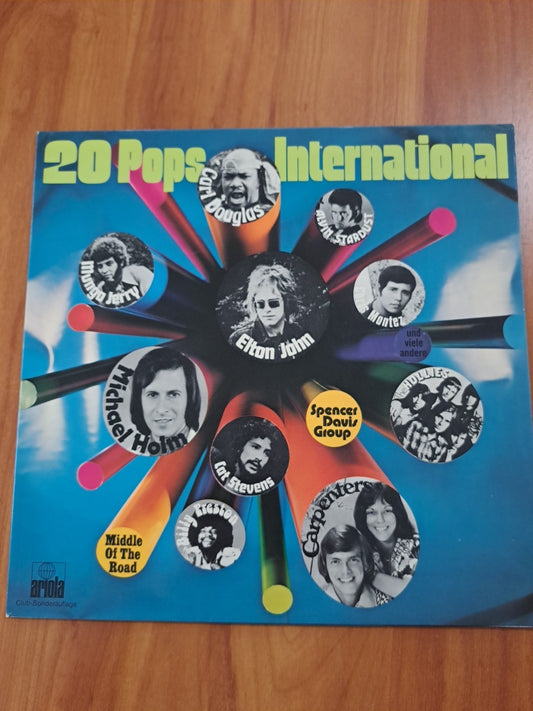 20 Pops International
Carl Douglas
ALVIN STARDUST
Mungo Jerry
Elton John
Montez
und
viele
andere
Michael Holm
HOLLIES
Spencer
Davis
Group
Cat Stevens
Billy Preston
Carpenters
Middle
Of The
Road
ariola
Club-Sonderauflage